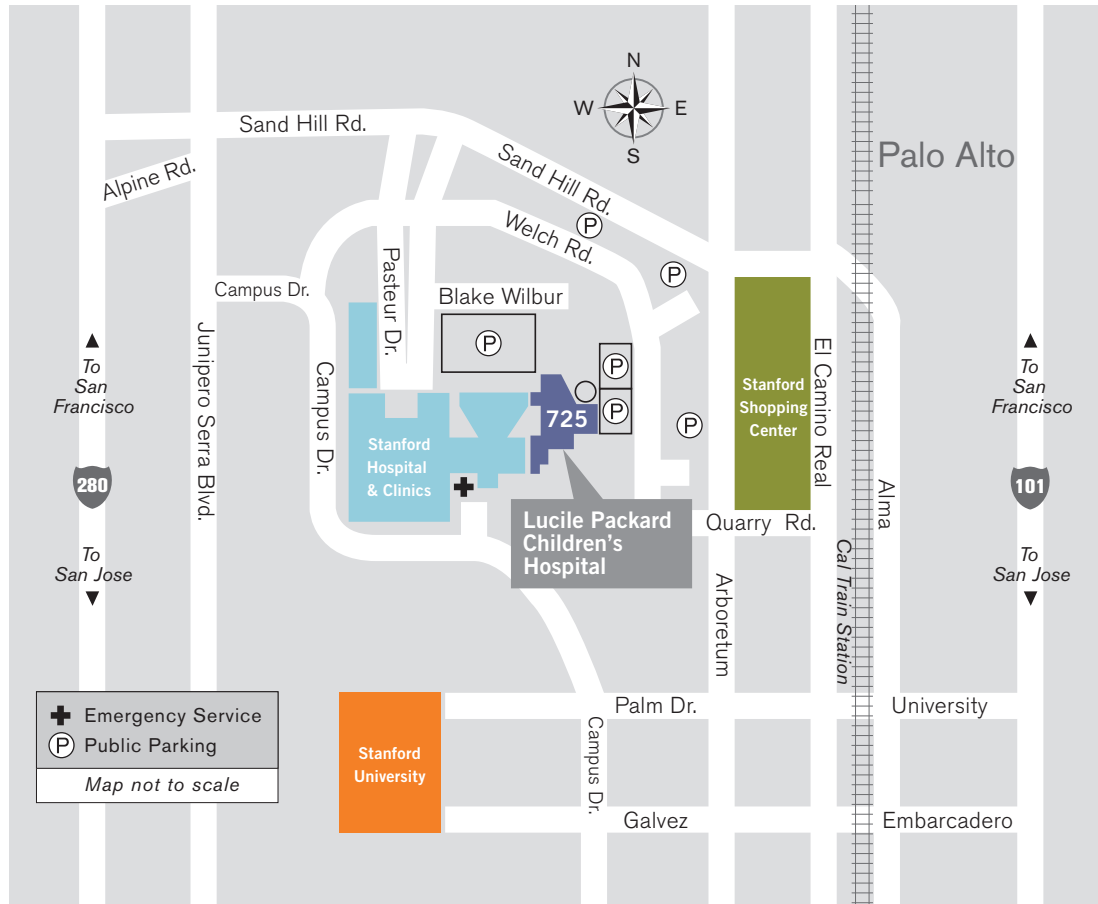 N
W
E
S
Sand Hill Rd.
Sand Hill Rd.
Palo Alto
Alpine Rd.
Welch Rd.
P
P
Pasteur Dr.
Campus Dr.
Blake Wilbur
P
P
P
P
Junipero Serra Blvd.
Campus Dr.
To
San
Francisco
280
To
San Jose
725
Stanford
Hospital
& Clinics
Lucile Packard
Children's
Hospital
Stanford
Shopping
Center
El Camino Real
Quarry Rd.
Arboretum
Cal Train Station
Alma
To
San
Francisco
101
To
San Jose
Emergency Service
P Public Parking
Map not to scale
Stanford
University
Palm Dr.
University
Campus Dr.
Galvez
Embarcadero